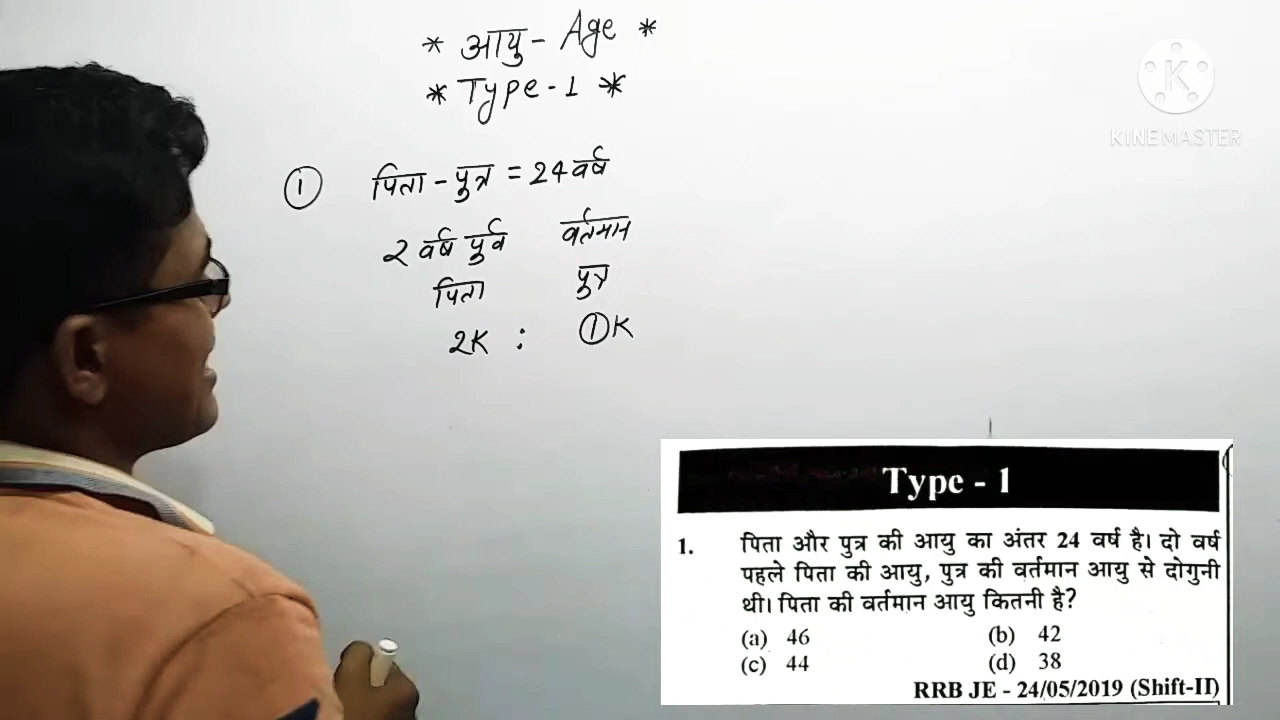 * आयु - Age *
* Type-1 *
① पिता - पुत्र = 24 वर्ष
2 वर्ष पुर्व वर्तमान
पिता पुत्र
2K : ①K
KINEMASTER
Type - 1
1. पिता और पुत्र की आयु का अंतर 24 वर्ष है। दो वर्ष
पहले पिता की आयु, पुत्र की वर्तमान आयु से दोगुनी
थी। पिता की वर्तमान आयु कितनी है?
(a) 46 (b) 42
(c) 44 (d) 38
RRB JE - 24/05/2019 (Shift-II)